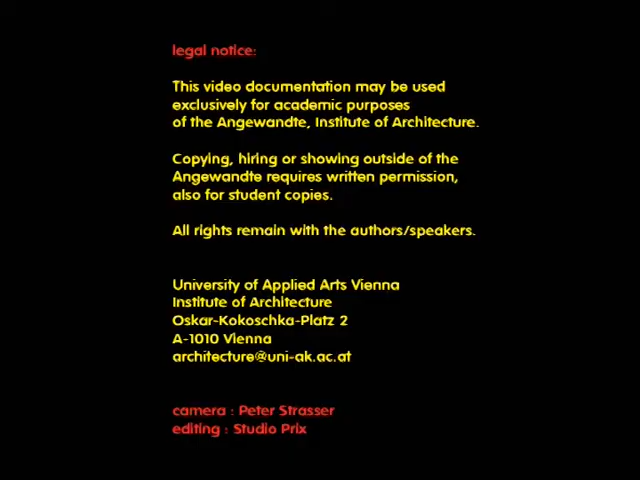 legal notice:
This video documentation may be used
exclusively for academic purposes
of the Angewandte, Institute of Architecture.
Copying, hiring or showing outside of the
Angewandte requires written permission,
also for student copies.
All rights remain with the authors/speakers.
University of Applied Arts Vienna
Institute of Architecture
Oskar-Kokoschka-Platz 2
A-1010 Vienna
architecture@uni-ak.ac.at
camera : Peter Strasser
editing : Studio Prix